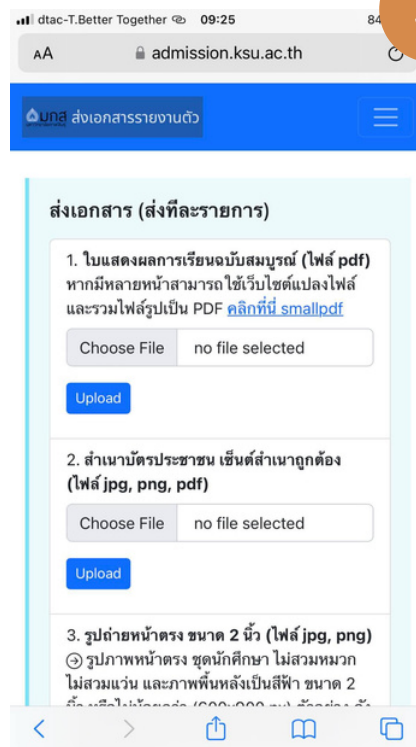 dtac-T.Better Together 09:25 84
AA admission.ksu.ac.th
มกส ส่งเอกสารรายงานตัว
ส่งเอกสาร (ส่งทีละรายการ)
1. ใบแสดงผลการเรียนฉบับสมบูรณ์ (ไฟล์ pdf)
หากมีหลายหน้าสามารถใช้เว็บไซต์แปลงไฟล์
และรวมไฟล์รูปเป็น PDF คลิกที่นี่ smallpdf
Choose File no file selected
Upload
2. สำเนาบัตรประชาชน เซ็นต์สำเนาถูกต้อง
(ไฟล์ jpg, png, pdf)
Choose File no file selected
Upload
3. รูปถ่ายหน้าตรง ขนาด 2 นิ้ว (ไฟล์ jpg, png)
รูปภาพหน้าตรง ชุดนักศึกษา ไม่สวมหมวก
ไม่สวมแว่น และภาพพื้นหลังเป็นสีฟ้า ขนาด 2